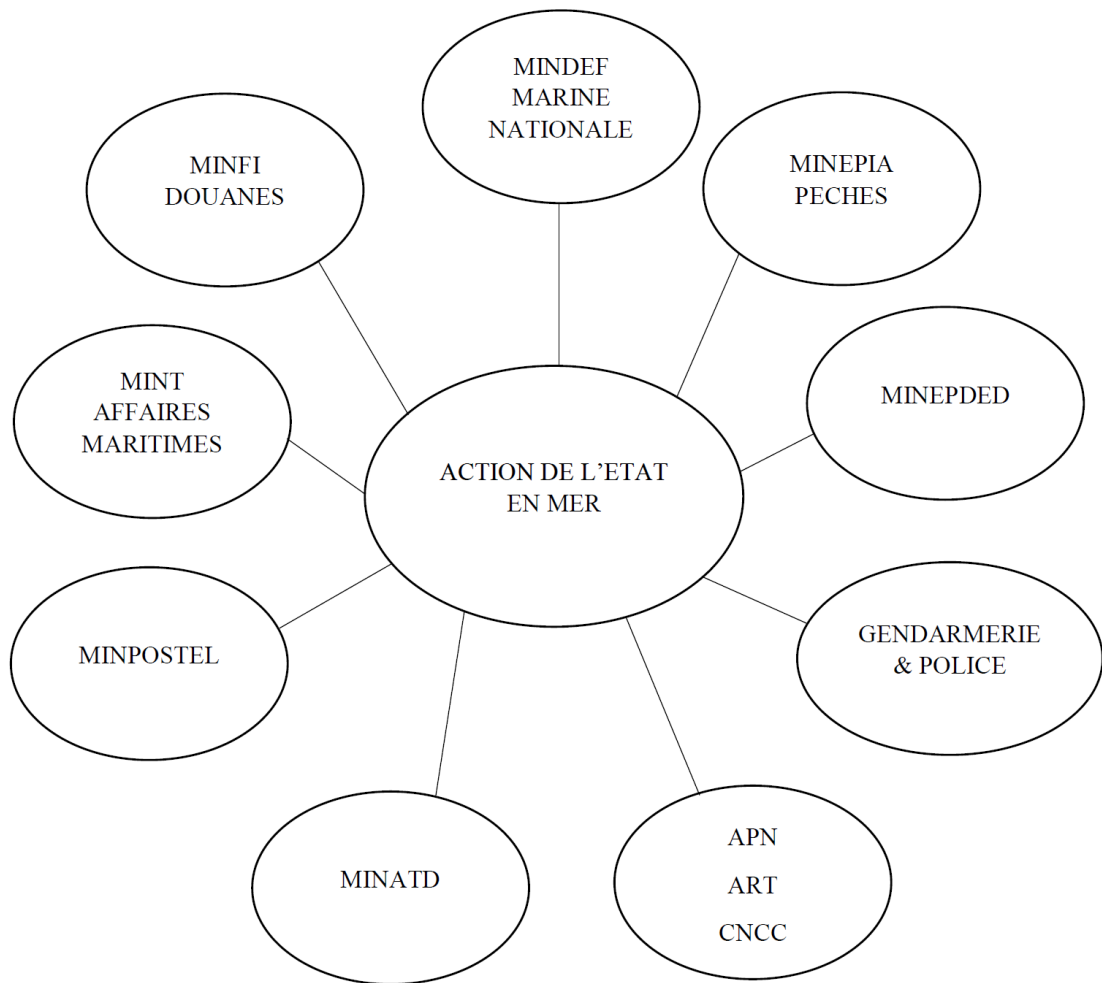 MINDEF
MARINE
NATIONALE
MINFI
DOUANES
MINEPIA
PECHES
MINT
AFFAIRES
MARITIMES
MINEPDED
ACTION DE L’ETAT
EN MER
MINPOSTEL
GENDARMERIE
& POLICE
MINATD
APN
ART
CNCC